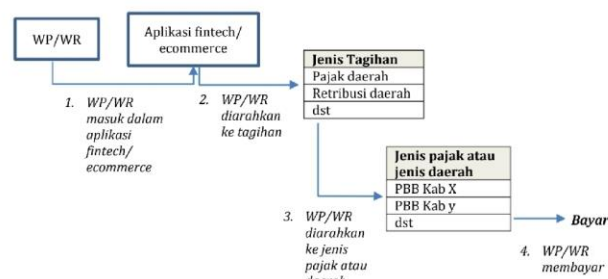 WP/WR
Aplikasi fintech/
ecommerce
1. WP/WR
masuk dalam
aplikasi
fintech/
ecommerce
2. WP/WR
diarahkan
ke tagihan
Jenis Tagihan
Pajak daerah
Retribusi daerah
dst
3. WP/WR
diarahkan
ke jenis
pajak atau
Jenis pajak atau
jenis daerah
PBB Kab X
PBB Kab y
dst
Bayar
4. WP/WR
membayar